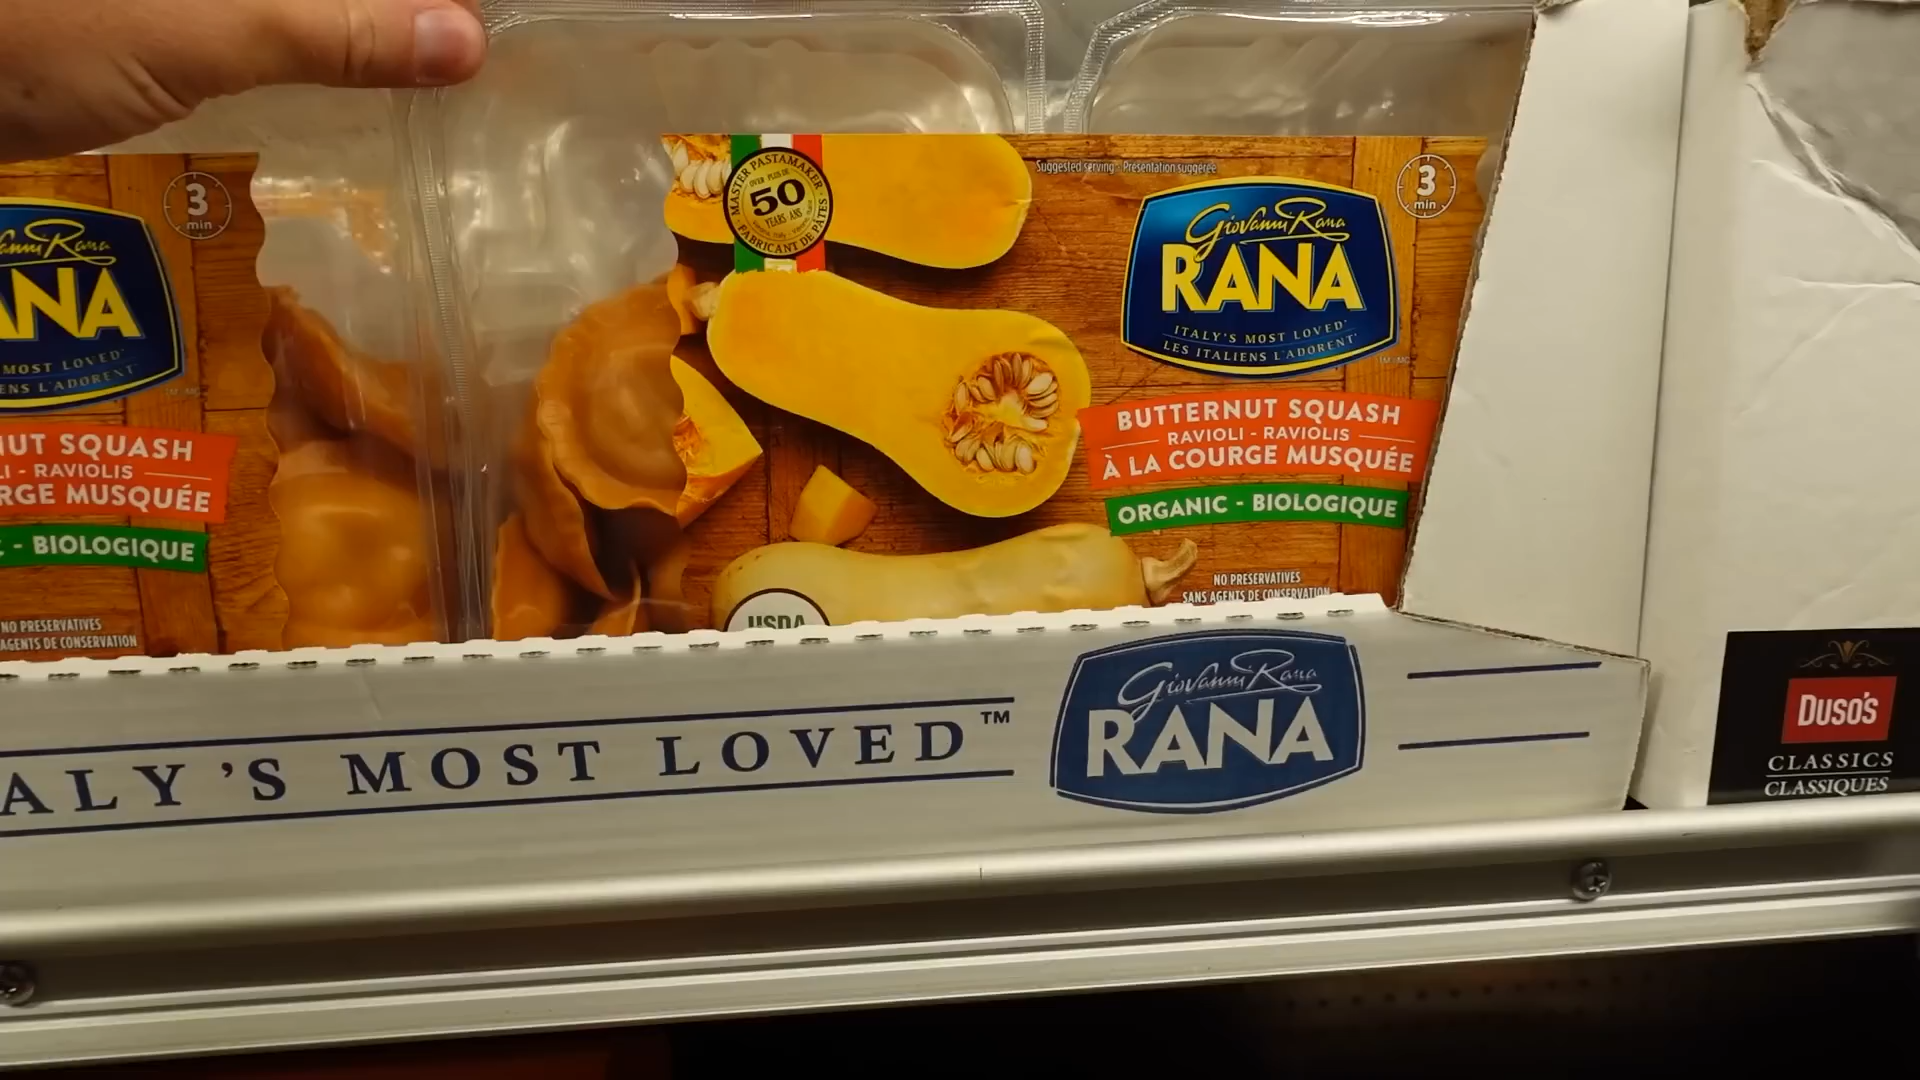 MASTER PASTAMAKER
OVER - PLUS DE
50
YEARS - ANS
FABRICANT DE PÂTES
Suggested serving - Présentation suggérée
3
min
Giovanni Rana
RANA
ITALY'S MOST LOVED
LES ITALIENS L'ADORENT
TM/MC
BUTTERNUT SQUASH
RAVIOLI - RAVIOLIS
À LA COURGE MUSQUÉE
ORGANIC - BIOLOGIQUE
NO PRESERVATIVES
SANS AGENTS DE CONSERVATION
USDA
3
min
Rana
ANA
MOST LOVED
ENS L'ADORENT
UT SQUASH
LI - RAVIOLIS
RGE MUSQUÉE
- BIOLOGIQUE
NO PRESERVATIVES
AGENTS DE CONSERVATION
ALY'S MOST LOVED™
Giovanni Rana
RANA
DUSO'S
CLASSICS
CLASSIQUES